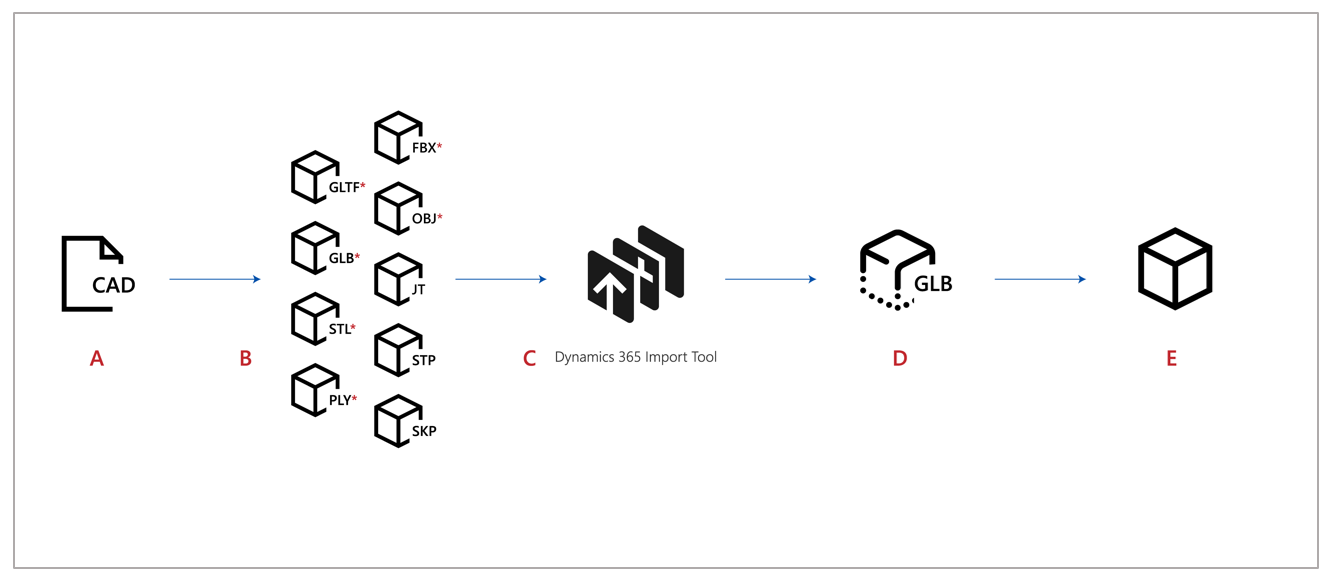 CAD
A
B
GLTF*
GLB*
STL*
PLY*
FBX*
OBJ*
JT
STP
SKP
C Dynamics 365 Import Tool
GLB
D
E